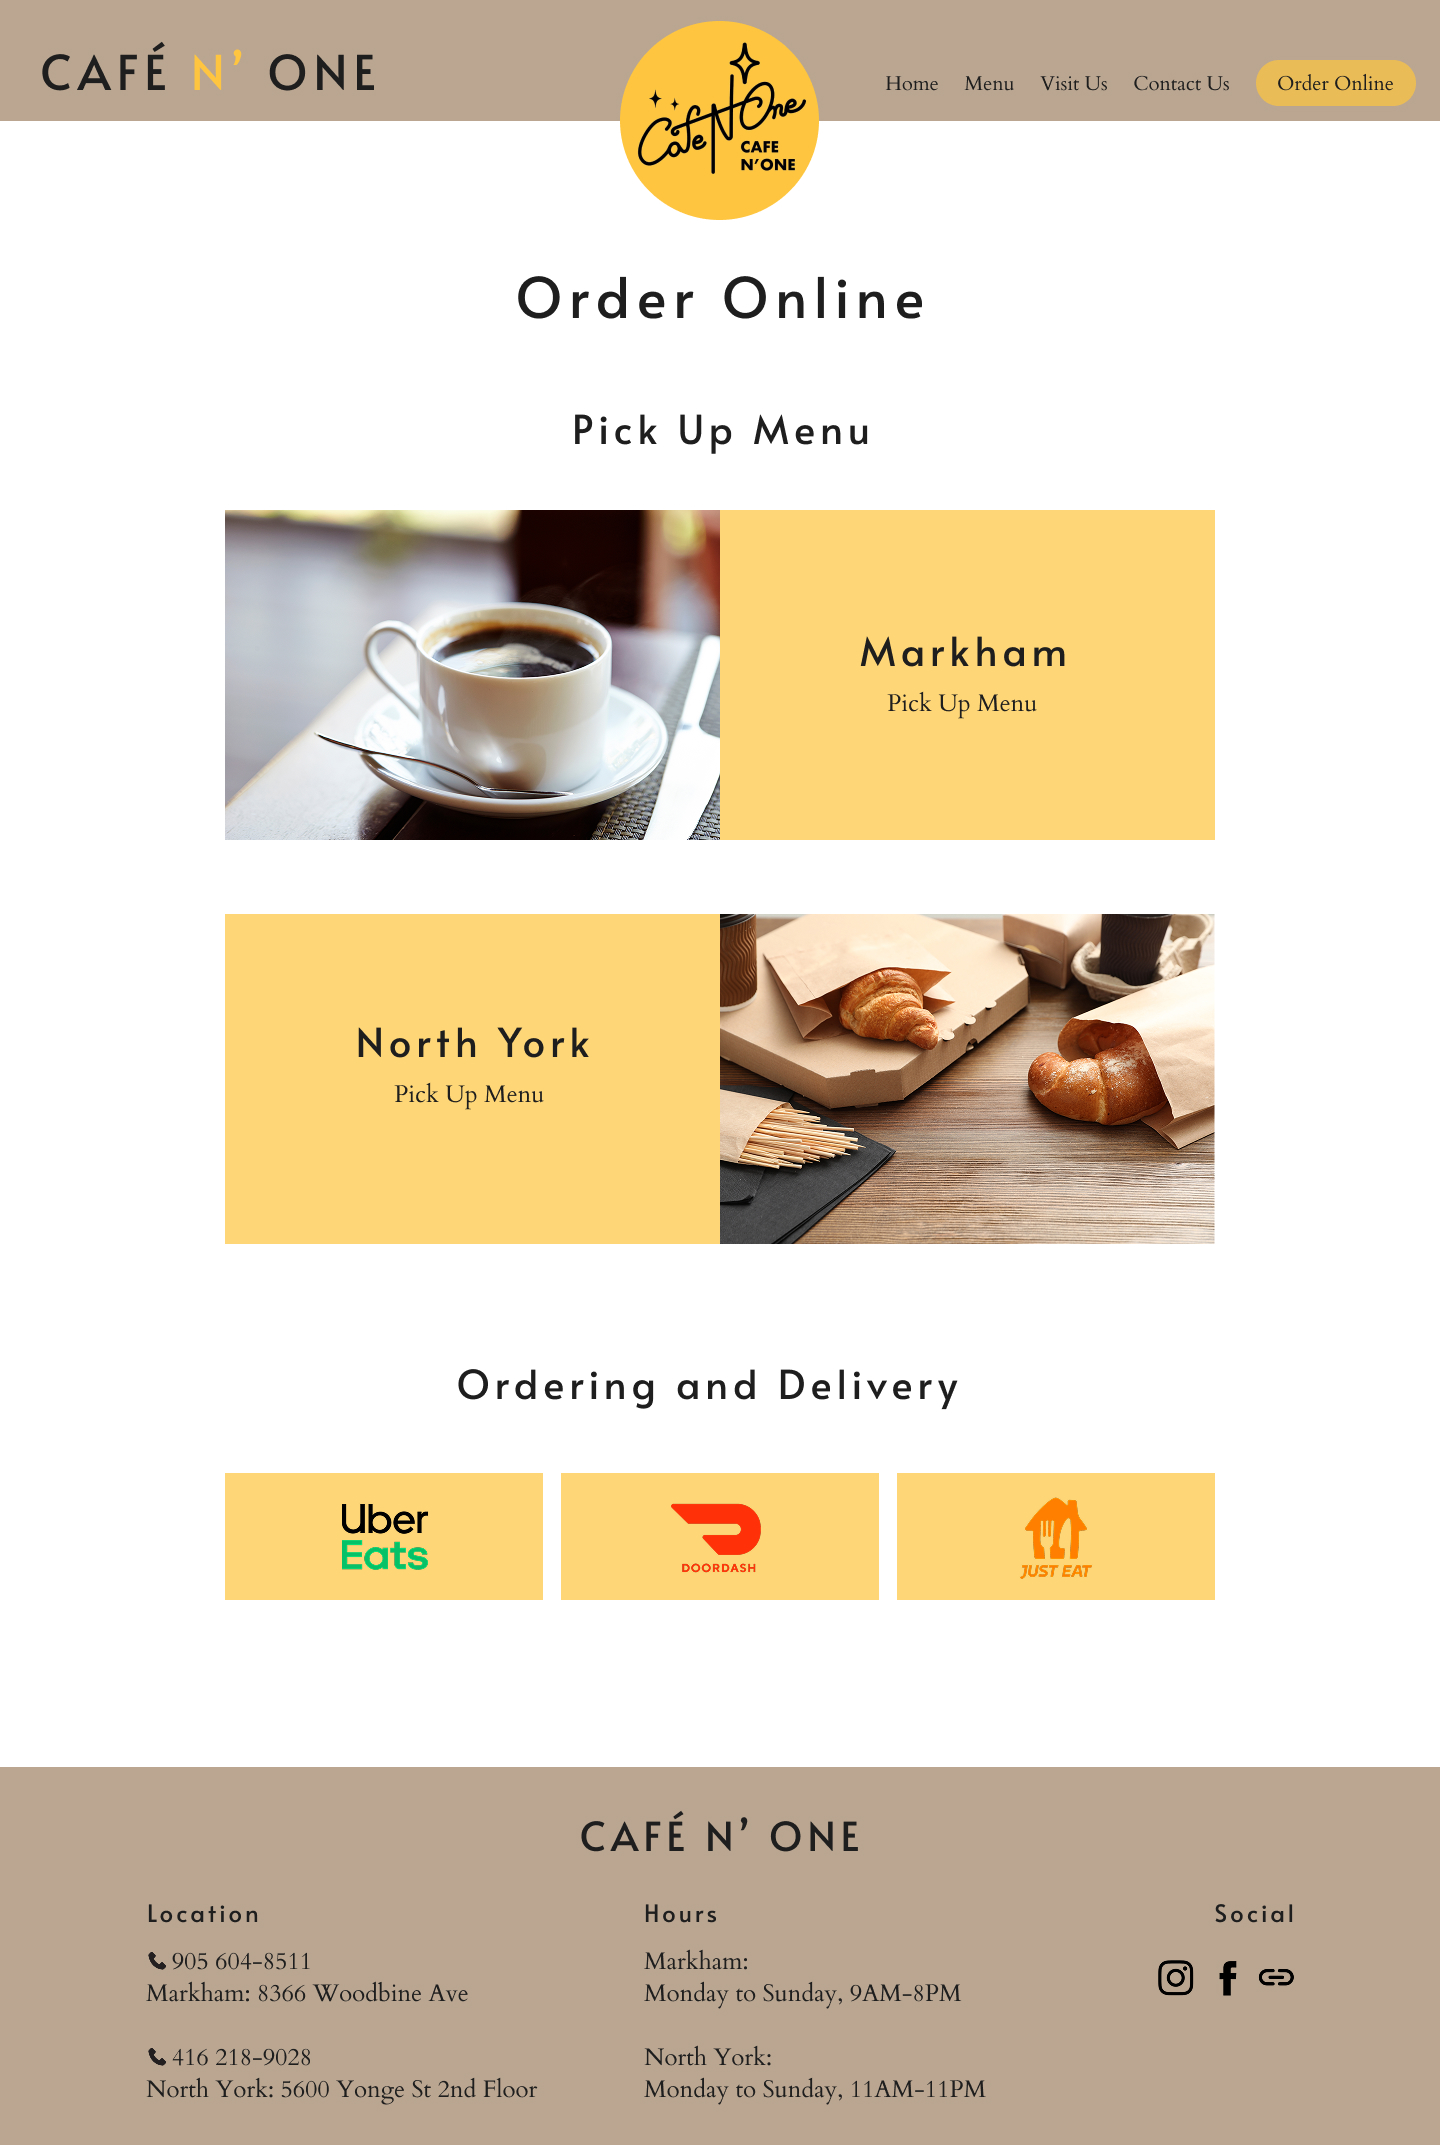 CAFÉ N’ ONE
Cafe N One
CAFE
N’ONE
Home Menu Visit Us Contact Us Order Online
Order Online
Pick Up Menu
Markham
Pick Up Menu
North York
Pick Up Menu
Ordering and Delivery
Uber
Eats
DOORDASH
JUST EAT
CAFÉ N’ ONE
Location
905 604-8511
Markham: 8366 Woodbine Ave
416 218-9028
North York: 5600 Yonge St 2nd Floor
Hours
Markham:
Monday to Sunday, 9AM-8PM
North York:
Monday to Sunday, 11AM-11PM
Social